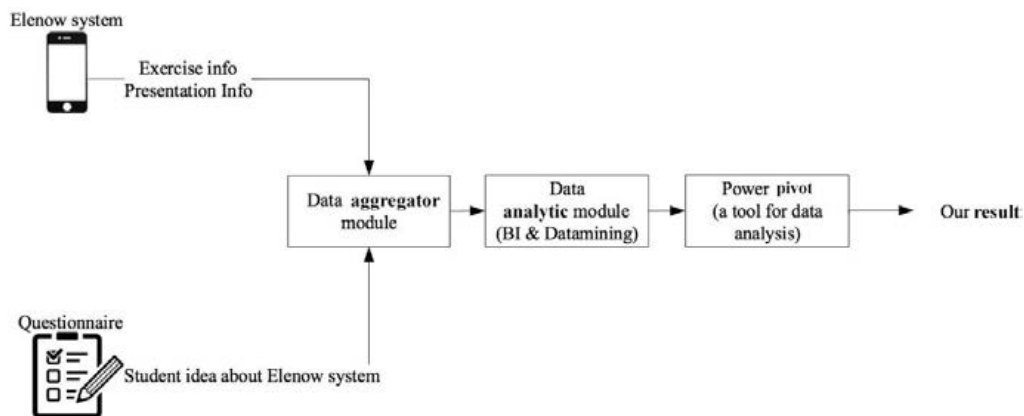 Elenow system
Exercise info
Presentation Info
Data aggregator
module
Data
analytic module
(BI & Datamining)
Power pivot
(a tool for data
analysis)
Our result:
Questionnaire
Student idea about Elenow system